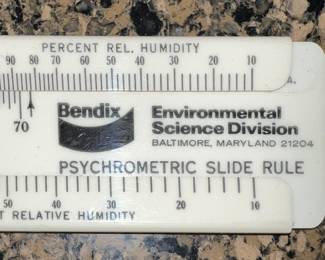 PERCENT REL. HUMIDITY
90 80 70 60 50 40 30 20 10
70
Bendix
Environmental
Science Division
BALTIMORE, MARYLAND 21204
PSYCHROMETRIC SLIDE RULE
50 40 30 20 10
T RELATIVE HUMIDITY